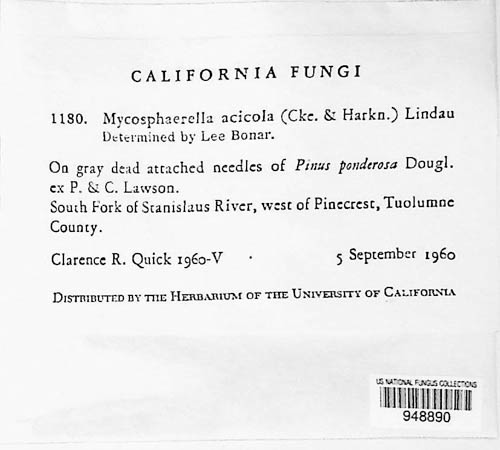 CALIFORNIA FUNGI
1180. Mycosphaerella acicola (Cke. & Harkn.) Lindau
Determined by Lee Bonar.
On gray dead attached needles of Pinus ponderosa Dougl.
ex P. & C. Lawson.
South Fork of Stanislaus River, west of Pinecrest, Tuolumne
County.
Clarence R. Quick 1960-V 5 September 1960
Distributed by the Herbarium of the University of California
US NATIONAL FUNGUS COLLECTIONS
948890